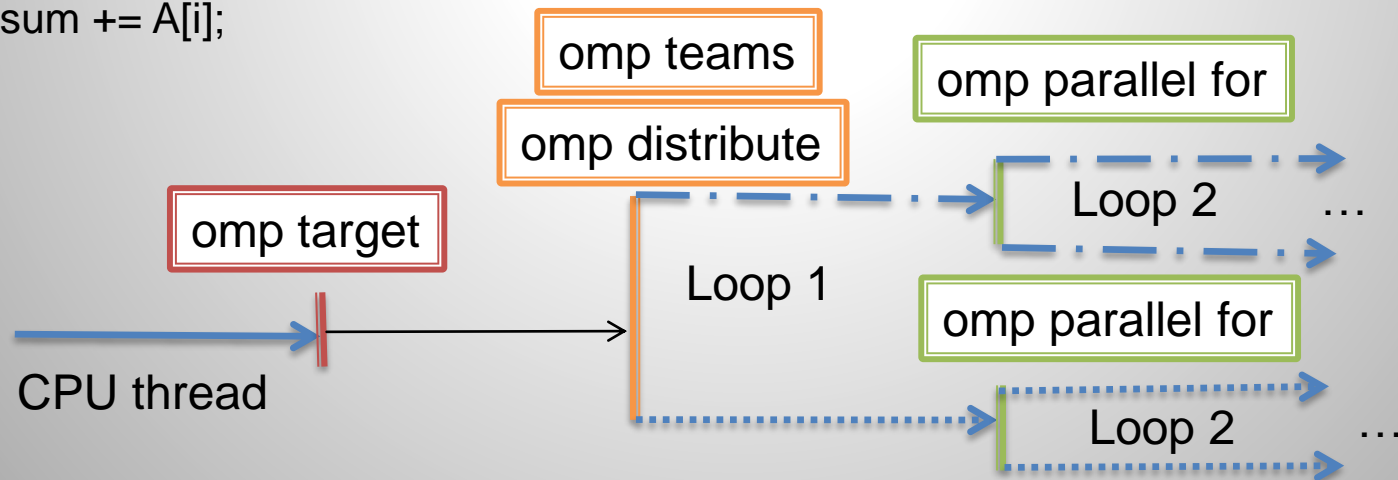 sum += A[i];
omp teams
omp parallel for
omp distribute
Loop 2 …
omp target
Loop 1
omp parallel for
CPU thread
Loop 2 …